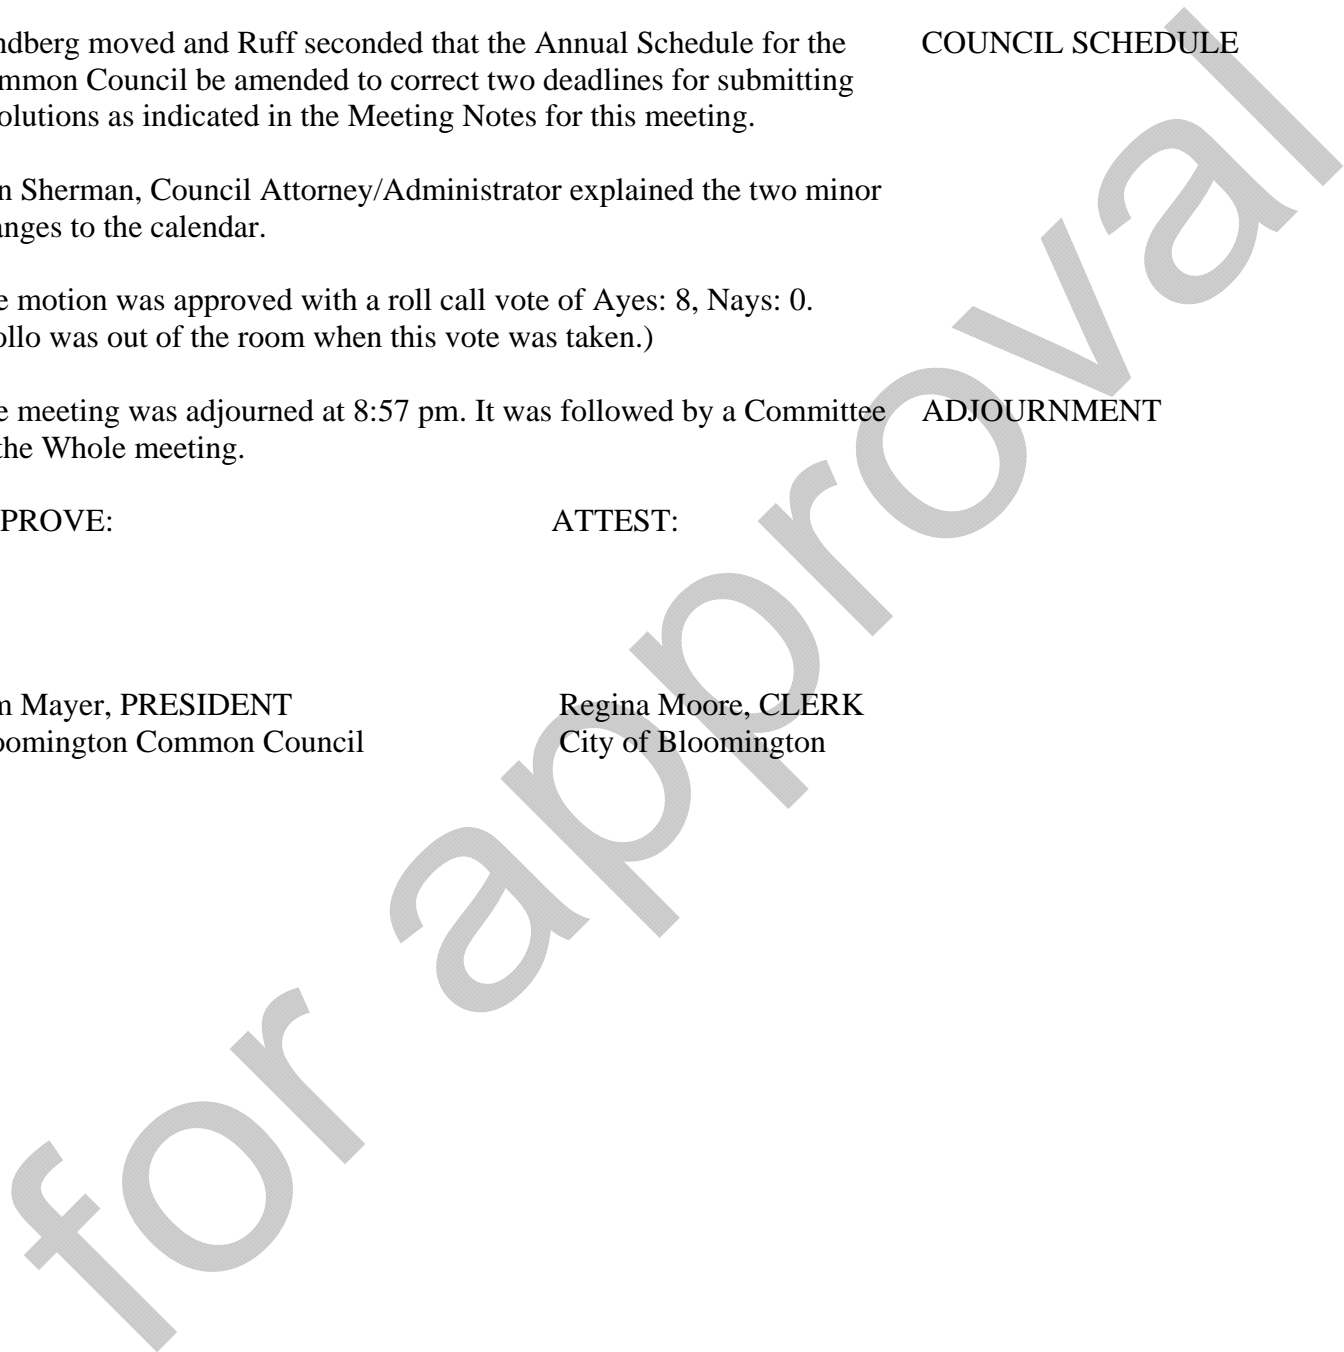 ndberg moved and Ruff seconded that the Annual Schedule for the COUNCIL SCHEDULE
mmon Council be amended to correct two deadlines for submitting
olutions as indicated in the Meeting Notes for this meeting.
n Sherman, Council Attorney/Administrator explained the two minor
anges to the calendar.
e motion was approved with a roll call vote of Ayes: 8, Nays: 0.
ollo was out of the room when this vote was taken.)
e meeting was adjourned at 8:57 pm. It was followed by a Committee ADJOURNMENT
the Whole meeting.
PROVE: ATTEST:
m Mayer, PRESIDENT Regina Moore, CLERK
oomington Common Council City of Bloomington
for approval